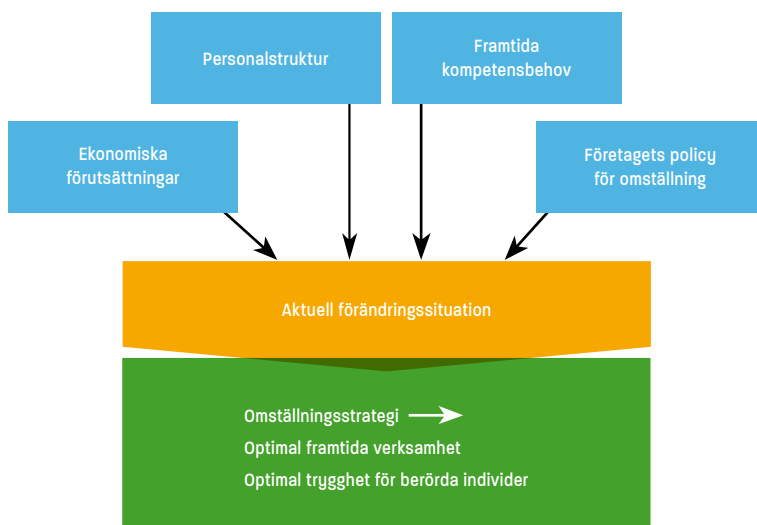 Personalstruktur
Framtida
kompetensbehov
Ekonomiska
förutsättningar
Företagets policy
för omställning
Aktuell förändringssituation
Omställningsstrategi
Optimal framtida verksamhet
Optimal trygghet för berörda individer